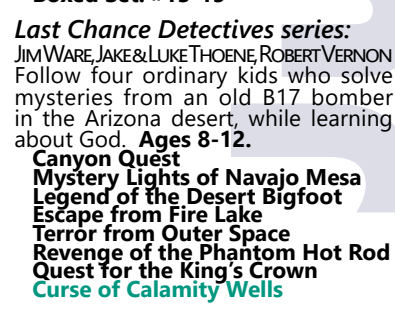 Last Chance Detectives series:
JIM WARE, JAKE & LUKE THOENE, ROBERT VERNON
Follow four ordinary kids who solve
mysteries from an old B17 bomber
in the Arizona desert, while learning
about God. Ages 8-12.
Canyon Quest
Mystery Lights of Navajo Mesa
Legend of the Desert Bigfoot
Escape from Fire Lake
Terror from Outer Space
Revenge of the Phantom Hot Rod
Quest for the King's Crown
Curse of Calamity Wells